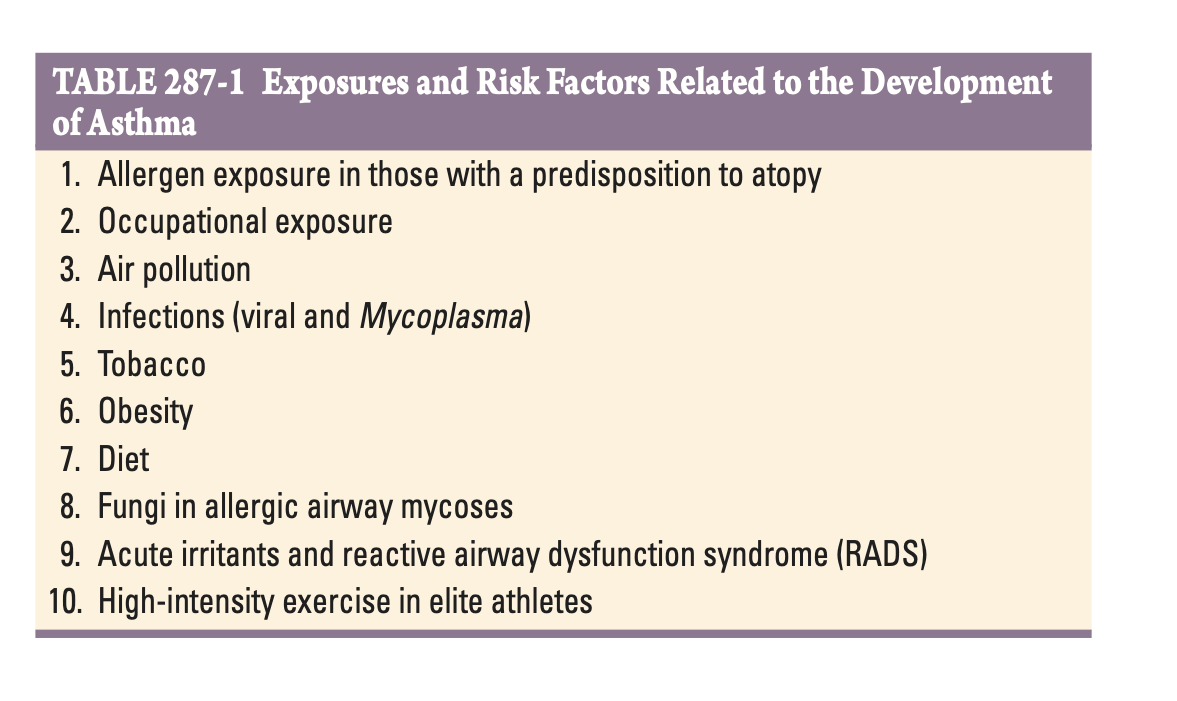 TABLE 287-1 Exposures and Risk Factors Related to the Development
of Asthma
1. Allergen exposure in those with a predisposition to atopy
2. Occupational exposure
3. Air pollution
4. Infections (viral and Mycoplasma)
5. Tobacco
6. Obesity
7. Diet
8. Fungi in allergic airway mycoses
9. Acute irritants and reactive airway dysfunction syndrome (RADS)
10. High-intensity exercise in elite athletes